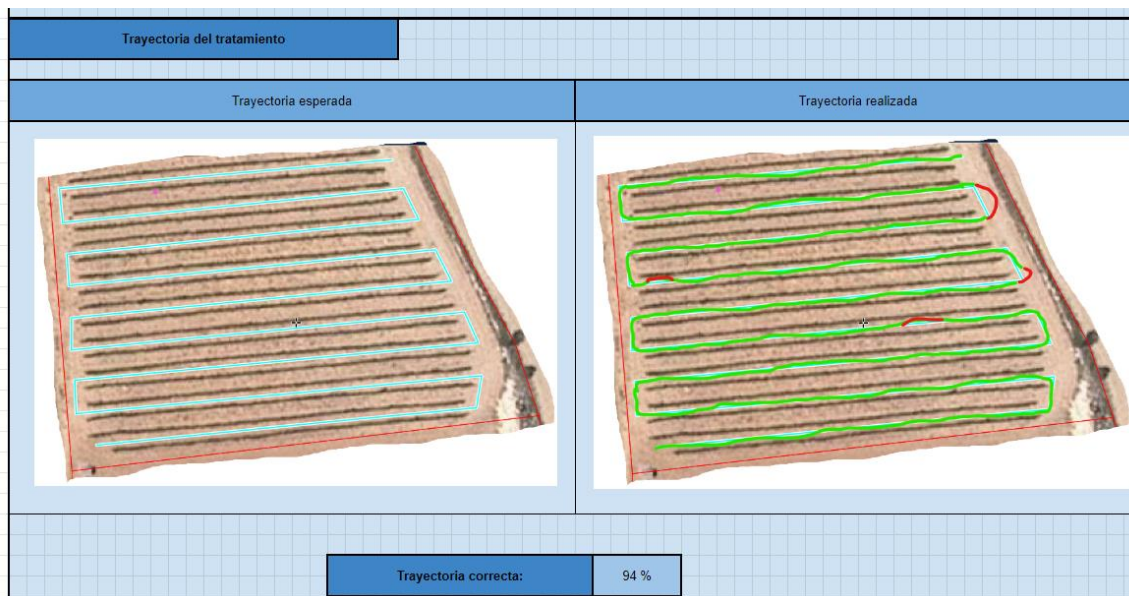 Trayectoria del tratamiento
Trayectoria esperada
Trayectoria realizada
Trayectoria correcta:
94 %